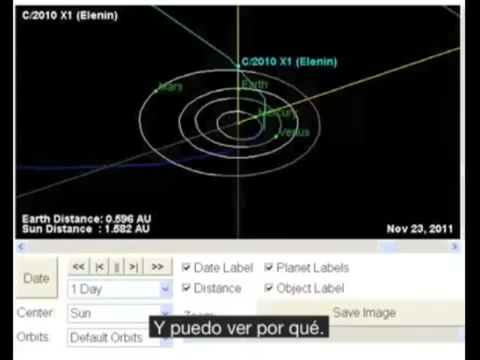 C/2010 X1 (Elenin)
C/2010 X1 (Elenin)
Mars
Earth
Mercury
Venus
Earth Distance: 0.596 AU
Sun Distance : 1.582 AU
Nov 23, 2011
Date
<< |< || >| >>
Date Label
Planet Labels
1 Day
Distance
Object Label
Center:
Sun
Save Image
Orbits:
Default Orbits
Y puedo ver por qué.